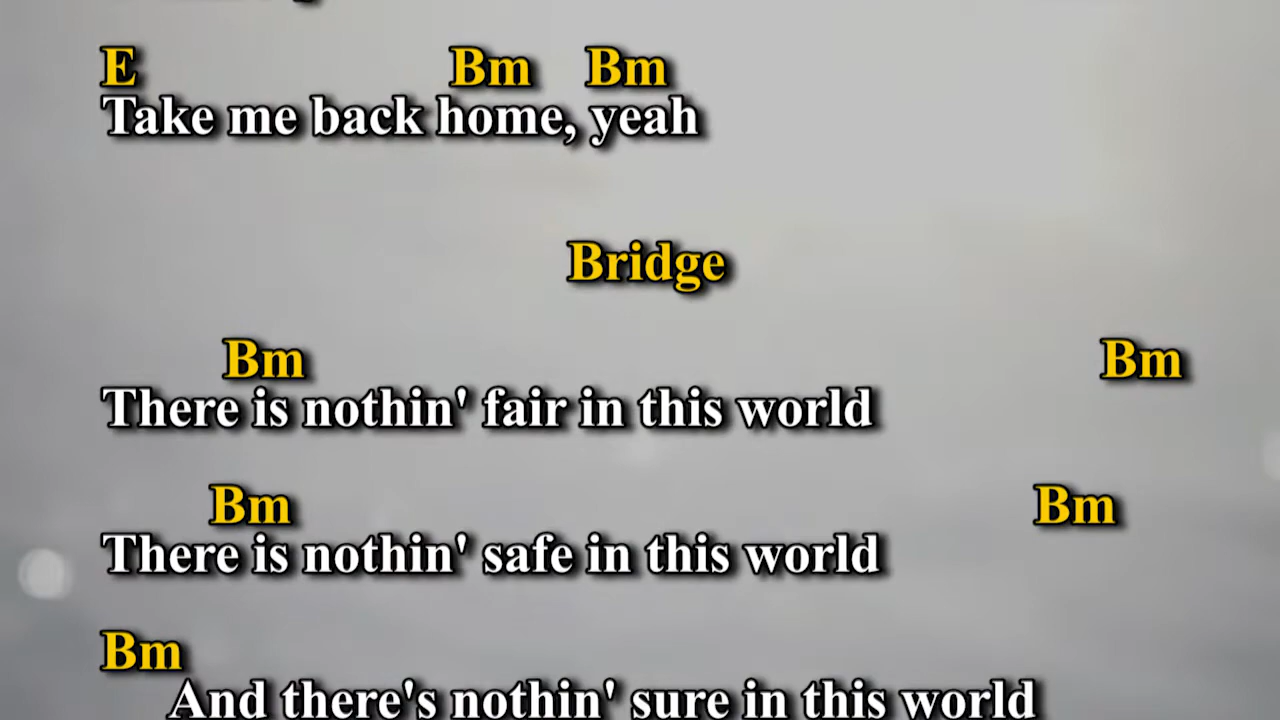 E Bm Bm
Take me back home, yeah
Bridge
Bm Bm
There is nothin' fair in this world
Bm Bm
There is nothin' safe in this world
Bm
And there's nothin' sure in this world